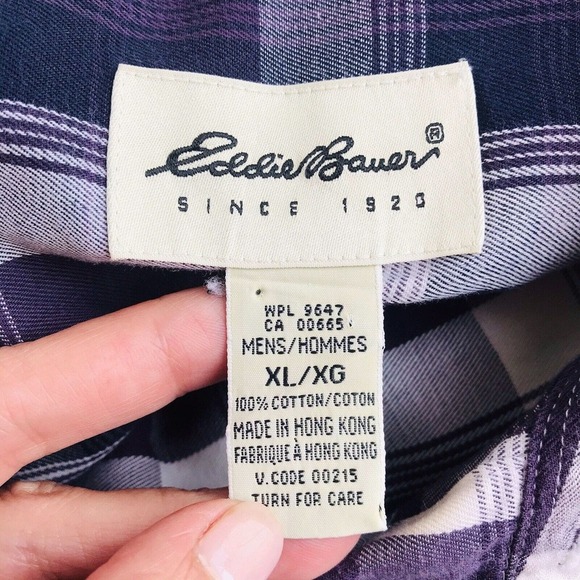 Eddie Bauer®
SINCE 1920
WPL 9647
CA 00665
MENS/HOMMES
XL/XG
100% COTTON/COTON
MADE IN HONG KONG
FABRIQUE À HONG KONG
V.CODE 00215
TURN FOR CARE